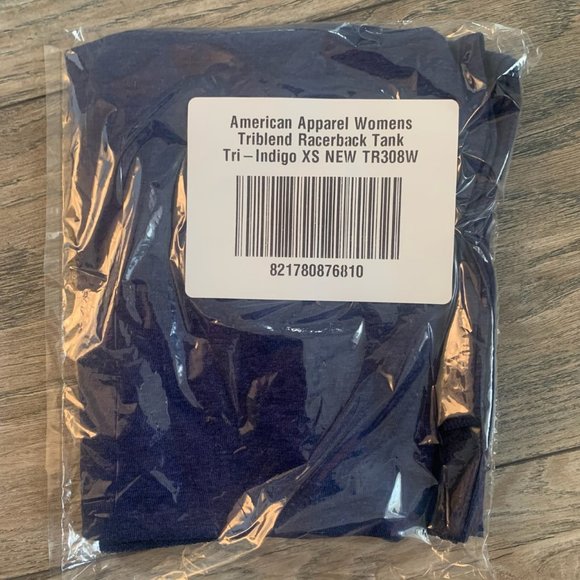 American Apparel Womens
Triblend Racerback Tank
Tri-Indigo XS NEW TR308W
821780876810